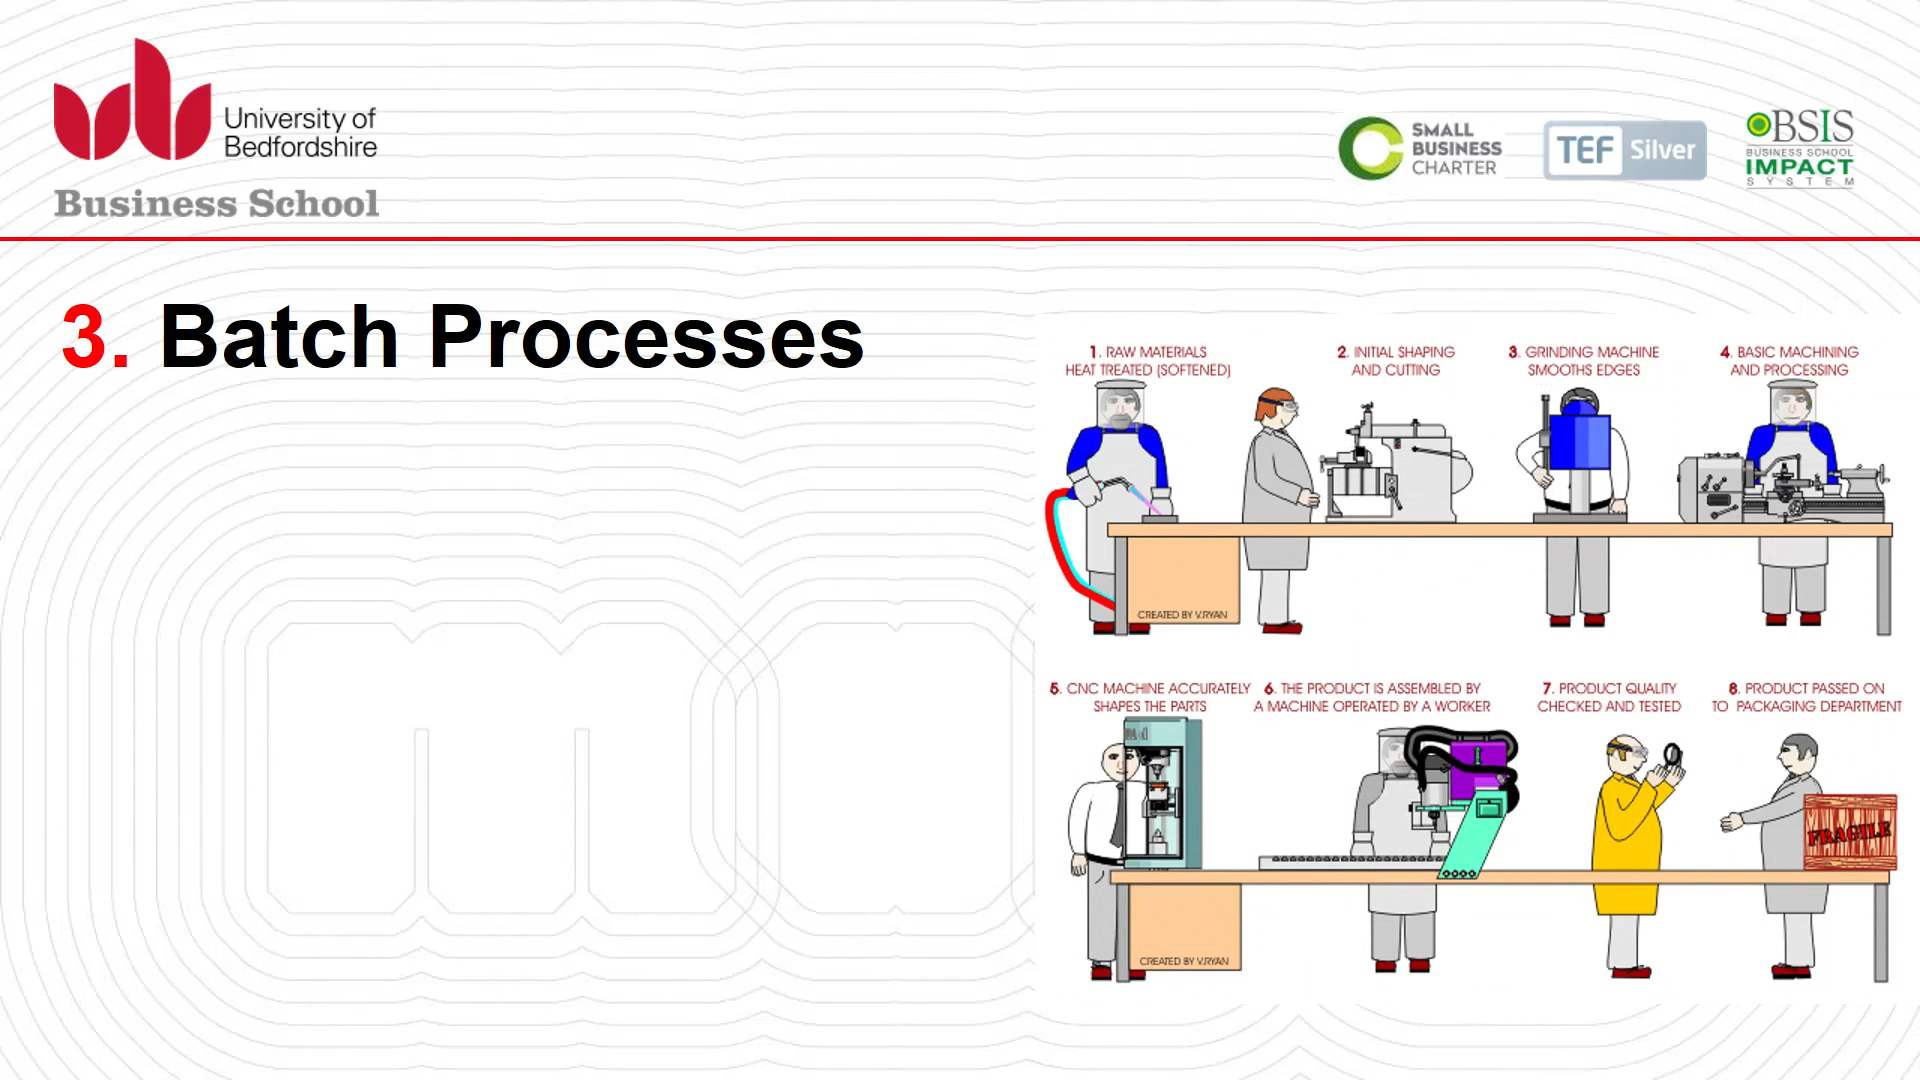 University of
Bedfordshire
Business School
SMALL
BUSINESS
CHARTER
TEF Silver
BSIS
BUSINESS SCHOOL
IMPACT
SYSTEM
3. Batch Processes
1. RAW MATERIALS
HEAT TREATED (SOFTENED)
2. INITIAL SHAPING
AND CUTTING
3. GRINDING MACHINE
SMOOTHS EDGES
4. BASIC MACHINING
AND PROCESSING
CREATED BY V.RYAN
5. CNC MACHINE ACCURATELY
SHAPES THE PARTS
6. THE PRODUCT IS ASSEMBLED BY
A MACHINE OPERATED BY A WORKER
7. PRODUCT QUALITY
CHECKED AND TESTED
8. PRODUCT PASSED ON
TO PACKAGING DEPARTMENT
FRAGILE
CREATED BY V.RYAN